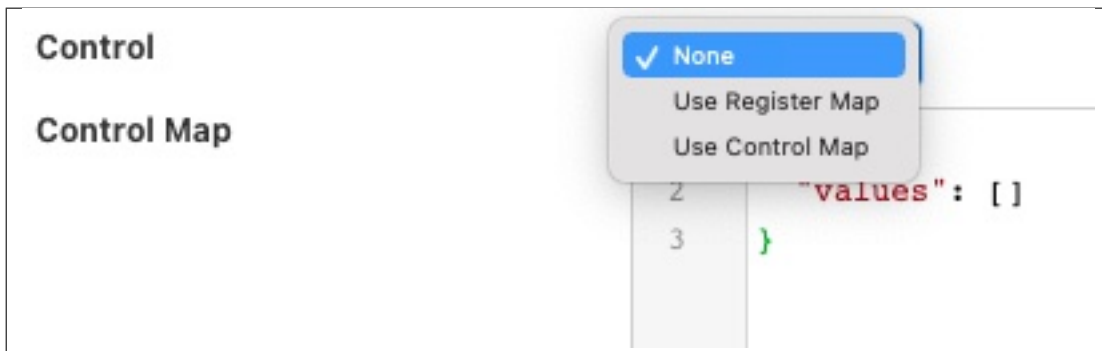 Control
✓ None
Use Register Map
Control Map
Use Control Map
2 "values": []
3 }